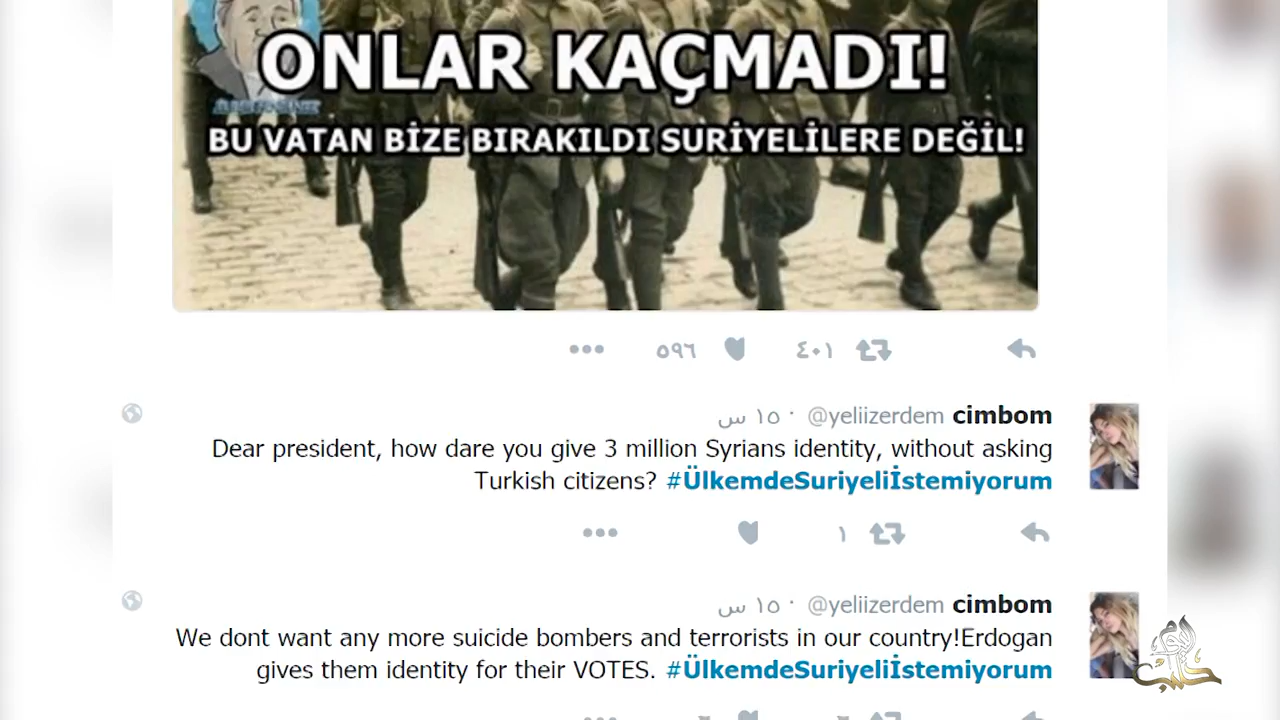 ONLAR KAÇMADI!
BU VATAN BİZE BIRAKILDI SURİYELİLERE DEĞİL!
٥٩٦ ٤٠١
cimbom @yeliizerdem · ١٥ س
Dear president, how dare you give 3 million Syrians identity, without asking
Turkish citizens? #ÜlkemdeSuriyeliİstemiyorum
١
cimbom @yeliizerdem · ١٥ س
We dont want any more suicide bombers and terrorists in our country!Erdogan
gives them identity for their VOTES. #ÜlkemdeSuriyeliİstemiyorum
حلب